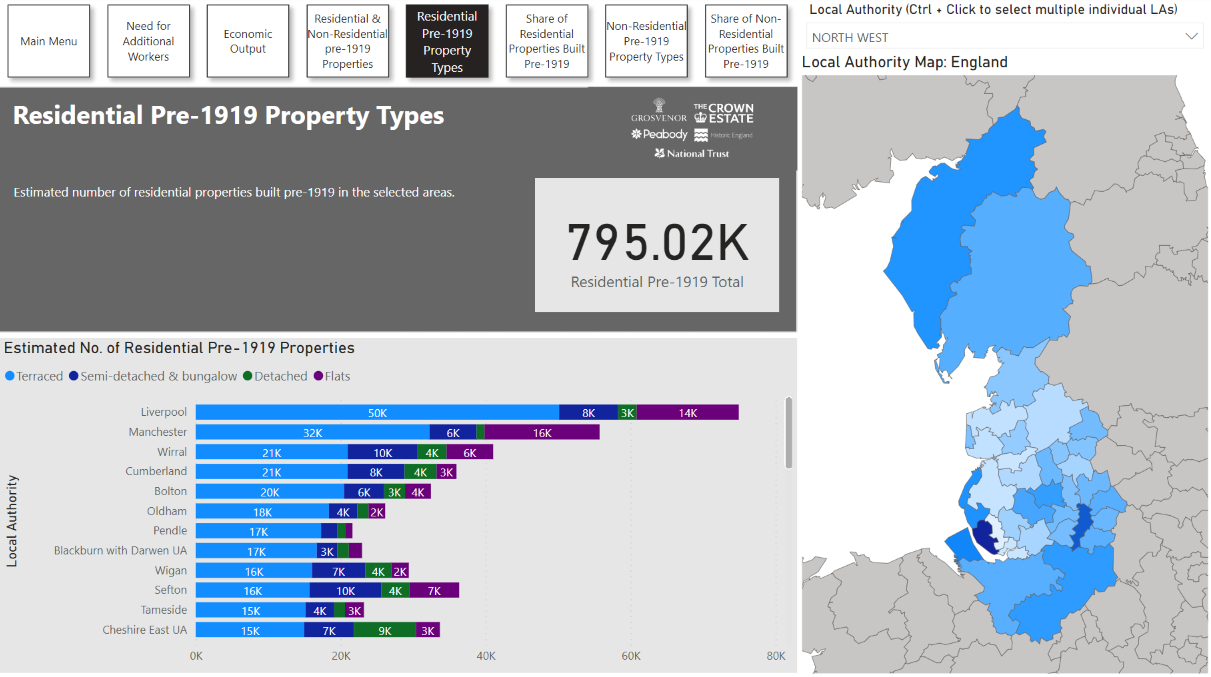 Main Menu
Need for
Additional
Workers
Economic
Output
Residential &
Non-Residential
pre-1919
Properties
Residential
Pre-1919
Property
Types
Share of
Residential
Properties Built
Pre-1919
Non-Residential
Pre-1919
Property Types
Share of Non-
Residential
Properties Built
Pre-1919
Local Authority (Ctrl + Click to select multiple individual LAs)
NORTH WEST
Local Authority Map: England
Residential Pre-1919 Property Types
GROSVENOR
THE CROWN
ESTATE
Peabody
Historic England
National Trust
Estimated number of residential properties built pre-1919 in the selected areas.
795.02K
Residential Pre-1919 Total
Estimated No. of Residential Pre-1919 Properties
Terraced Semi-detached & bungalow Detached Flats
Local Authority
Liverpool 50K 8K 3K 14K
Manchester 32K 6K 16K
Wirral 21K 10K 4K 6K
Cumberland 21K 8K 4K 3K
Bolton 20K 6K 3K 4K
Oldham 18K 4K 2K
Pendle 17K
Blackburn with Darwen UA 17K 3K
Wigan 16K 7K 4K 2K
Sefton 16K 10K 4K 7K
Tameside 15K 4K 3K
Cheshire East UA 15K 7K 9K 3K
0K 20K 40K 60K 80K